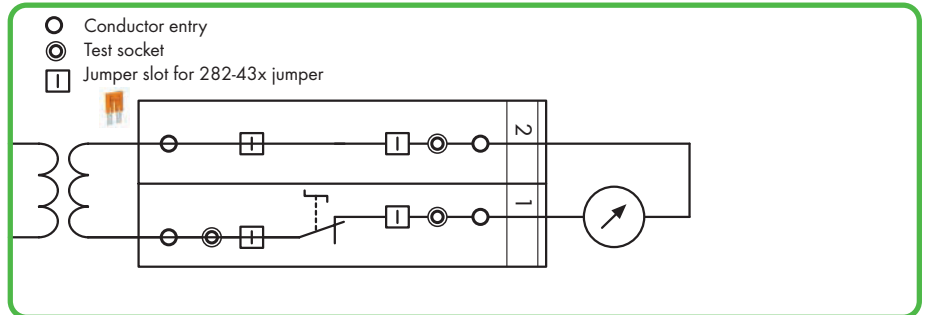 Conductor entry
Test socket
Jumper slot for 282-43x jumper
2
1